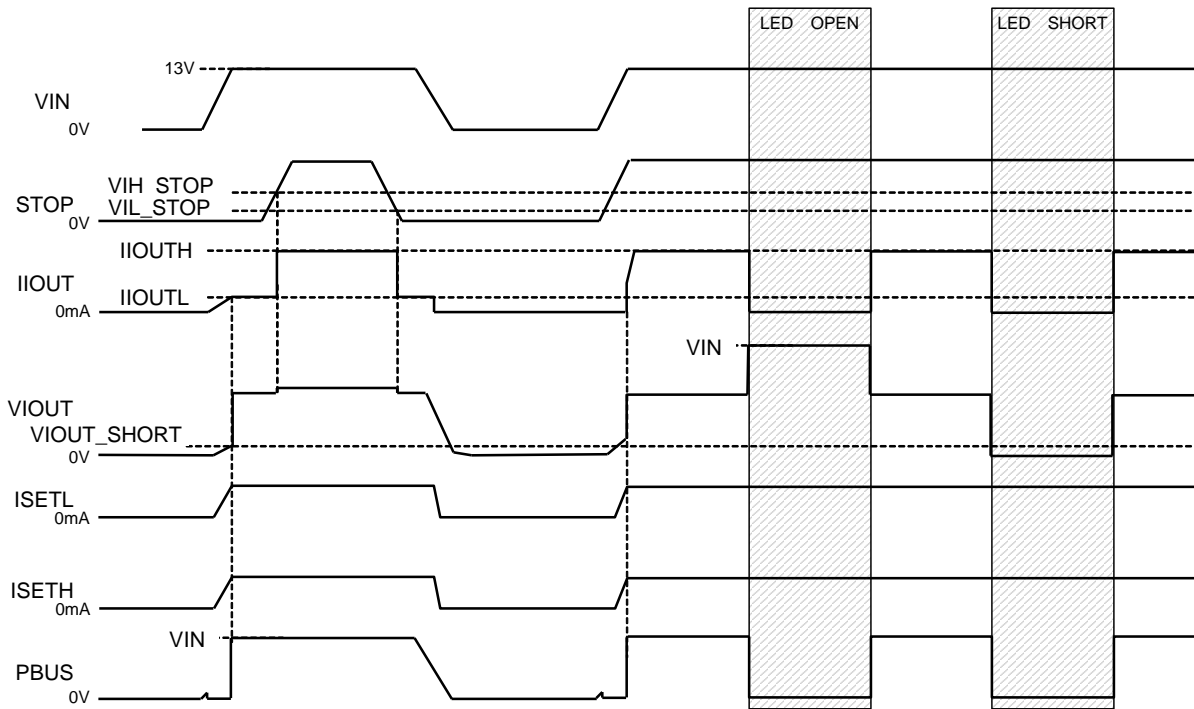 LED OPEN
LED SHORT
13V
VIN
0V
VIH_STOP
STOP
VIL_STOP
0V
IIOUTH
IIOUT
IIOUTL
0mA
VIN
VIOUT
VIOUT_SHORT
0V
ISETL
0mA
ISETH
0mA
VIN
PBUS
0V